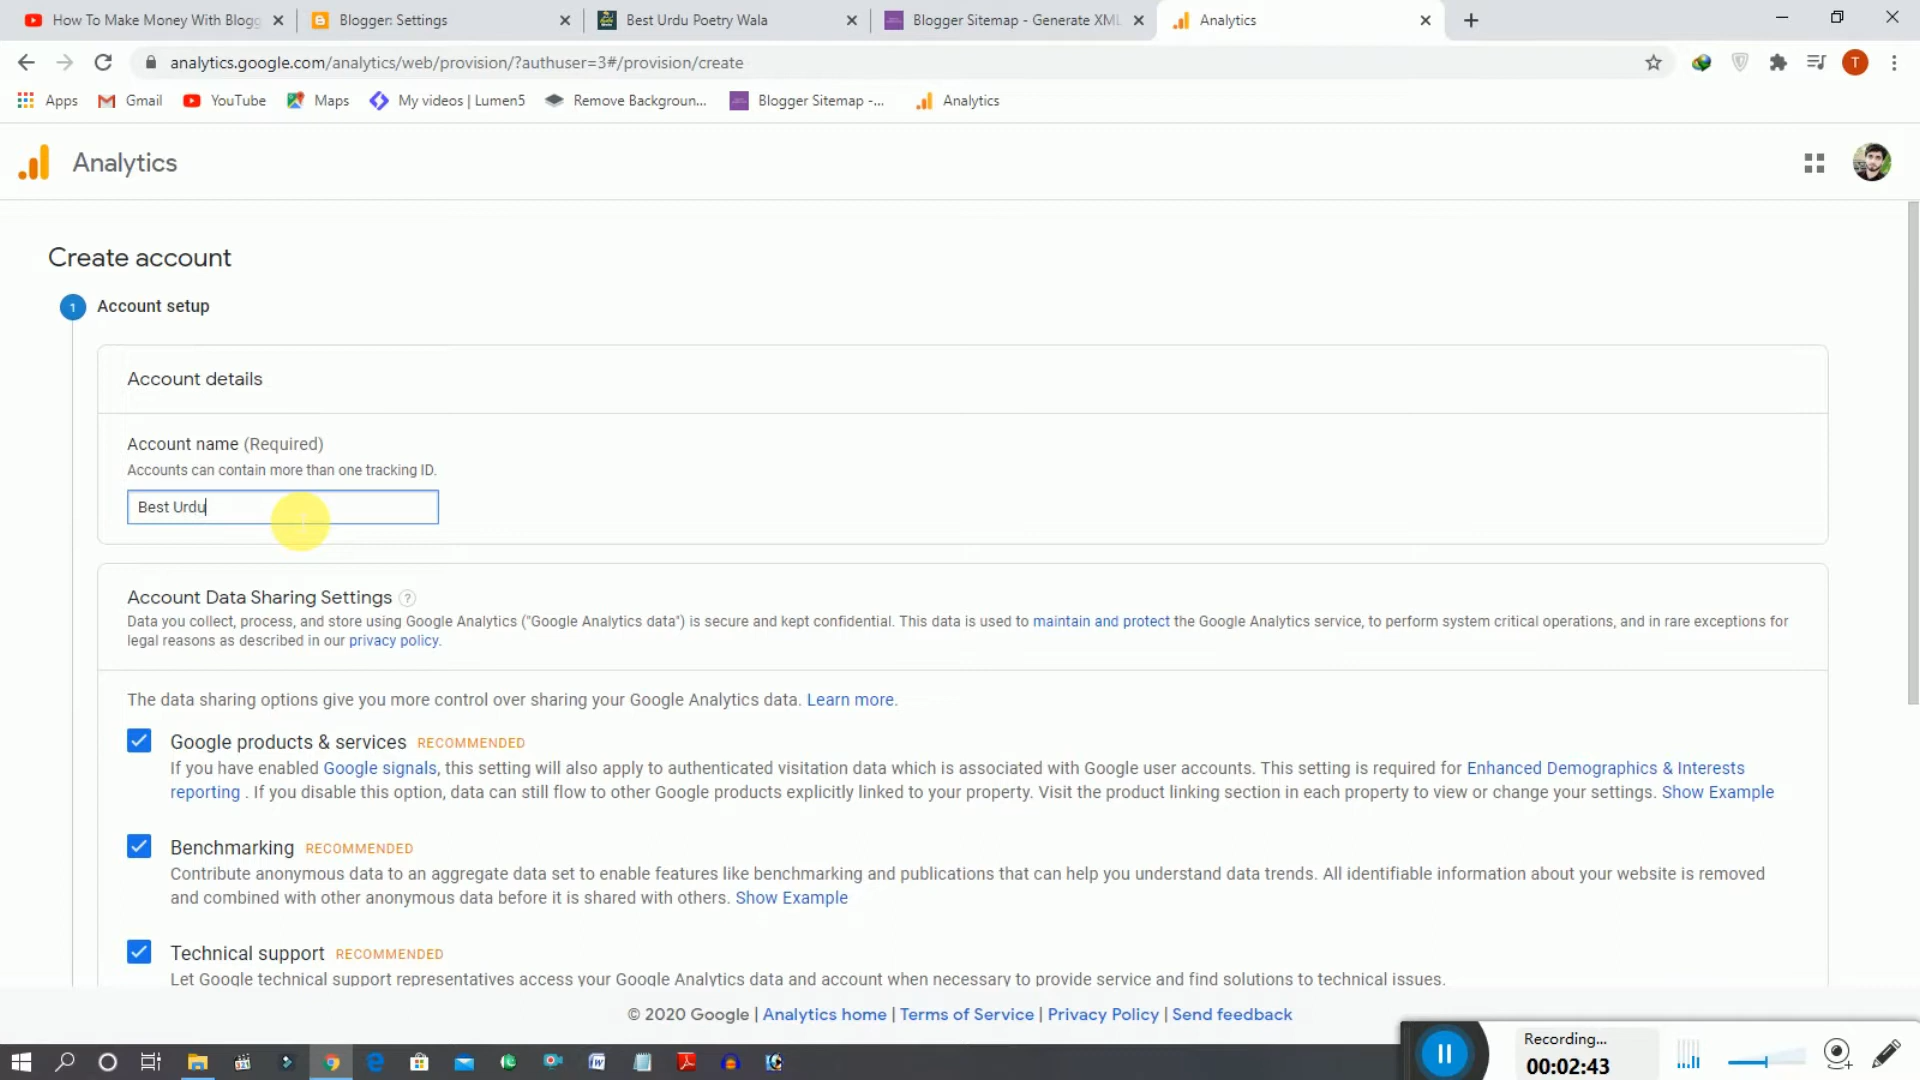 How To Make Money With Blogg
Blogger: Settings
Best Urdu Poetry Wala
Blogger Sitemap - Generate XML
Analytics
analytics.google.com/analytics/web/provision/?authuser=3#/provision/create
T
Apps
Gmail
YouTube
Maps
My videos | Lumen5
Remove Backgroun...
Blogger Sitemap -...
Analytics
Analytics
Create account
1 Account setup
Account details
Account name (Required)
Accounts can contain more than one tracking ID.
Best Urdu
Account Data Sharing Settings ?
Data you collect, process, and store using Google Analytics ("Google Analytics data") is secure and kept confidential. This data is used to maintain and protect the Google Analytics service, to perform system critical operations, and in rare exceptions for
legal reasons as described in our privacy policy.
The data sharing options give you more control over sharing your Google Analytics data. Learn more.
Google products & services RECOMMENDED
If you have enabled Google signals, this setting will also apply to authenticated visitation data which is associated with Google user accounts. This setting is required for Enhanced Demographics & Interests
reporting . If you disable this option, data can still flow to other Google products explicitly linked to your property. Visit the product linking section in each property to view or change your settings. Show Example
Benchmarking RECOMMENDED
Contribute anonymous data to an aggregate data set to enable features like benchmarking and publications that can help you understand data trends. All identifiable information about your website is removed
and combined with other anonymous data before it is shared with others. Show Example
Technical support RECOMMENDED
Let Google technical support representatives access your Google Analytics data and account when necessary to provide service and find solutions to technical issues.
© 2020 Google | Analytics home | Terms of Service | Privacy Policy | Send feedback
Recording...
00:02:43